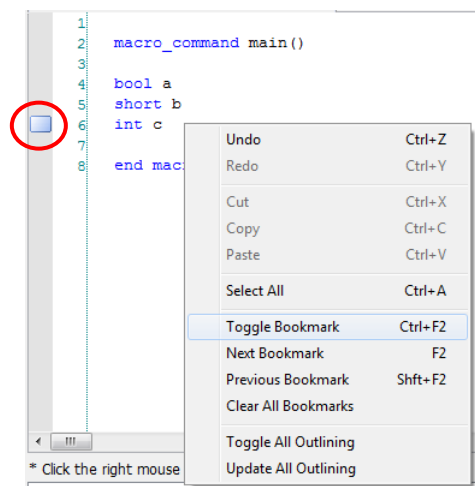 1
2 macro_command main()
3
4 bool a
5 short b
6 int c
7
8 end mac
Undo Ctrl+Z
Redo Ctrl+Y
Cut Ctrl+X
Copy Ctrl+C
Paste Ctrl+V
Select All Ctrl+A
Toggle Bookmark Ctrl+F2
Next Bookmark F2
Previous Bookmark Shft+F2
Clear All Bookmarks
Toggle All Outlining
Update All Outlining
* Click the right mouse